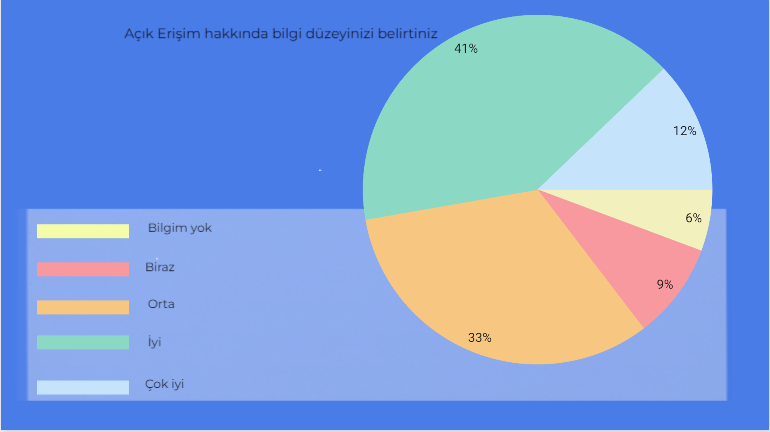 Açık Erişim hakkında bilgi düzeyinizi belirtiniz
41%
12%
6%
9%
33%
Bilgim yok
Biraz
Orta
İyi
Çok iyi